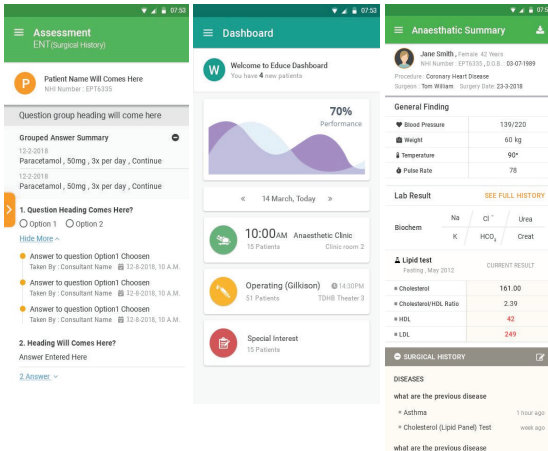 07:53
Assessment
ENT(Surgical History)
P
Patient Name Will Comes Here
NHI Number : EPT6335
Question group heading will come here
Grouped Answer Summary
12-2-2018
Paracetamol , 50mg , 3x per day , Continue
12-2-2018
Paracetamol , 50mg , 3x per day , Continue
1. Question Heading Comes Here?
Option 1 Option 2
Hide More
Answer to question Option1 Choosen
Taken By : Consultant Name 12-8-2018, 10 A.M.
Answer to question Option1 Choosen
Taken By : Consultant Name 12-8-2018, 10 A.M.
Answer to question Option1 Choosen
Taken By : Consultant Name 12-8-2018, 10 A.M.
2. Heading Will Comes Here?
Answer Entered Here
2 Answer
07:53
Dashboard
W
Welcome to Educe Dashboard
You have 4 new patients
70%
Performance
« 14 March, Today »
10:00AM Anaesthetic Clinic
15 Patients Clinic room 2
Operating (Gilkison) 14:30PM
51 Patients TDHB Theater 3
Special Interest
15 Patients
Anaesthetic Summary
Jane Smith , Female 42 Years
NHI Number : EPT6335 , D.O.B. : 03-07-1989
Procedure : Coronary Heart Disease
Surgeon : Tom William Surgery Date: 23-3-2018
General Finding
Blood Pressure 139/220
Weight 60 kg
Temperature 90°
Pulse Rate 78
Lab Result SEE FULL HISTORY
Biochem
Na Cl⁻ Urea
K HCO₃ Creat
Lipid test CURRENT RESULT
Fasting , May 2012
Cholesterol 161.00
Cholesterol/HDL Ratio 2.39
HDL 42
LDL 249
SURGICAL HISTORY
DISEASES
what are the previous disease
Asthma 1 hour ago
Cholesterol (Lipid Panel) Test week ago
what are the previous disease